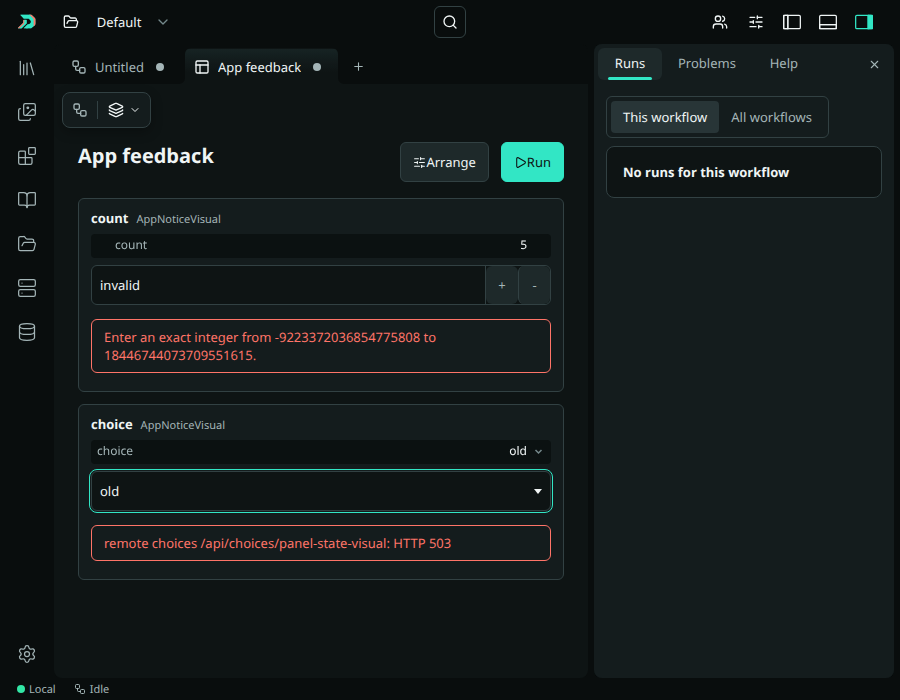 Default
Untitled
App feedback
+
Runs
Problems
Help
This workflow
All workflows
No runs for this workflow
App feedback
Arrange
Run
count AppNoticeVisual
count 5
invalid + -
Enter an exact integer from -9223372036854775808 to
18446744073709551615.
choice AppNoticeVisual
choice old
old
remote choices /api/choices/panel-state-visual: HTTP 503
Local
Idle